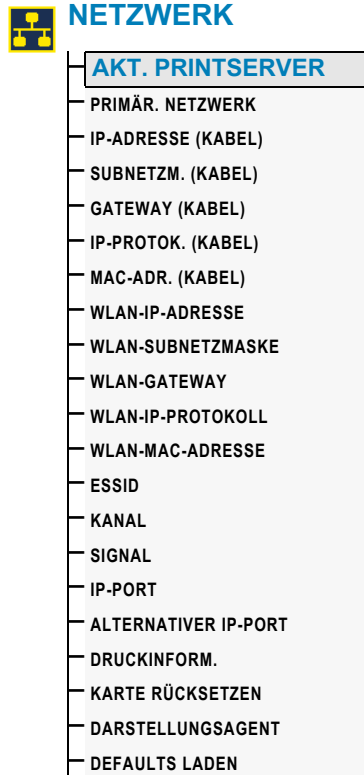 NETZWERK
AKT. PRINTSERVER
PRIMÄR. NETZWERK
IP-ADRESSE (KABEL)
SUBNETZM. (KABEL)
GATEWAY (KABEL)
IP-PROTOK. (KABEL)
MAC-ADR. (KABEL)
WLAN-IP-ADRESSE
WLAN-SUBNETZMASKE
WLAN-GATEWAY
WLAN-IP-PROTOKOLL
WLAN-MAC-ADRESSE
ESSID
KANAL
SIGNAL
IP-PORT
ALTERNATIVER IP-PORT
DRUCKINFORM.
KARTE RÜCKSETZEN
DARSTELLUNGSAGENT
DEFAULTS LADEN